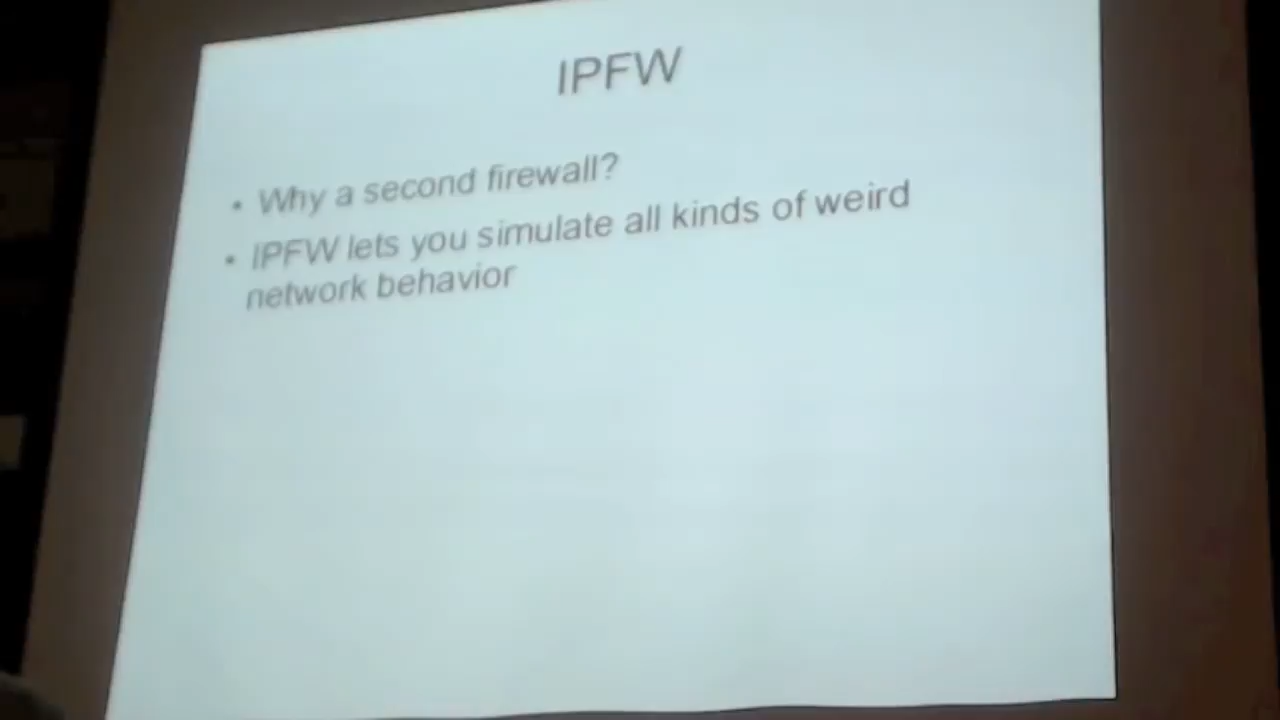 IPFW
• Why a second firewall?
• IPFW lets you simulate all kinds of weird
network behavior